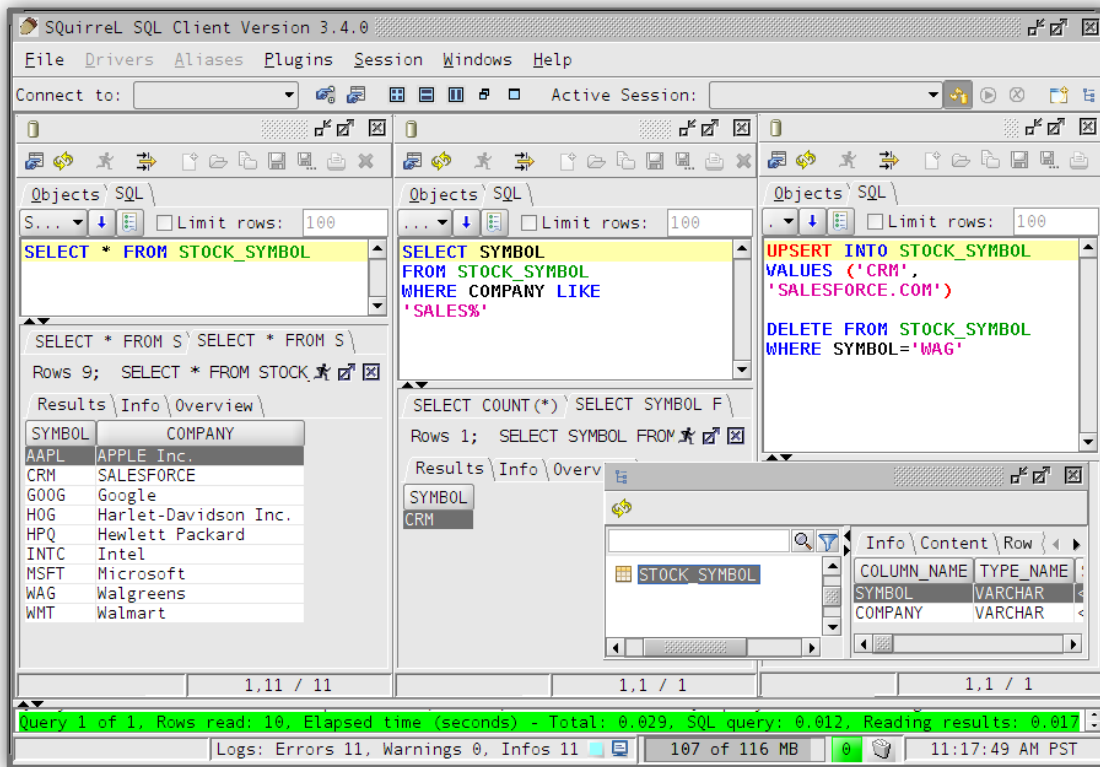 SQuirreL SQL Client Version 3.4.0
File Drivers Aliases Plugins Session Windows Help
Connect to: Active Session:
Objects SQL
S... Limit rows: 100
SELECT * FROM STOCK_SYMBOL
SELECT * FROM S SELECT * FROM S
Rows 9; SELECT * FROM STOCK
Results Info Overview
SYMBOL COMPANY
AAPL APPLE Inc.
CRM SALESFORCE
GOOG Google
HOG Harlet-Davidson Inc.
HPQ Hewlett Packard
INTC Intel
MSFT Microsoft
WAG Walgreens
WMT Walmart
1,11 / 11
Objects SQL
... Limit rows: 100
SELECT SYMBOL
FROM STOCK_SYMBOL
WHERE COMPANY LIKE
'SALES%'
SELECT COUNT(*) SELECT SYMBOL F
Rows 1; SELECT SYMBOL FROM
Results Info Overv
SYMBOL
CRM
1,1 / 1
Objects SQL
. Limit rows: 100
UPSERT INTO STOCK_SYMBOL
VALUES ('CRM',
'SALESFORCE.COM')
DELETE FROM STOCK_SYMBOL
WHERE SYMBOL='WAG'
STOCK_SYMBOL
Info Content Row
COLUMN_NAME TYPE_NAME
SYMBOL VARCHAR <
COMPANY VARCHAR <
1,1 / 1
Query 1 of 1, Rows read: 10, Elapsed time (seconds) - Total: 0.029, SQL query: 0.012, Reading results: 0.017
Logs: Errors 11, Warnings 0, Infos 11 107 of 116 MB 0 11:17:49 AM PST